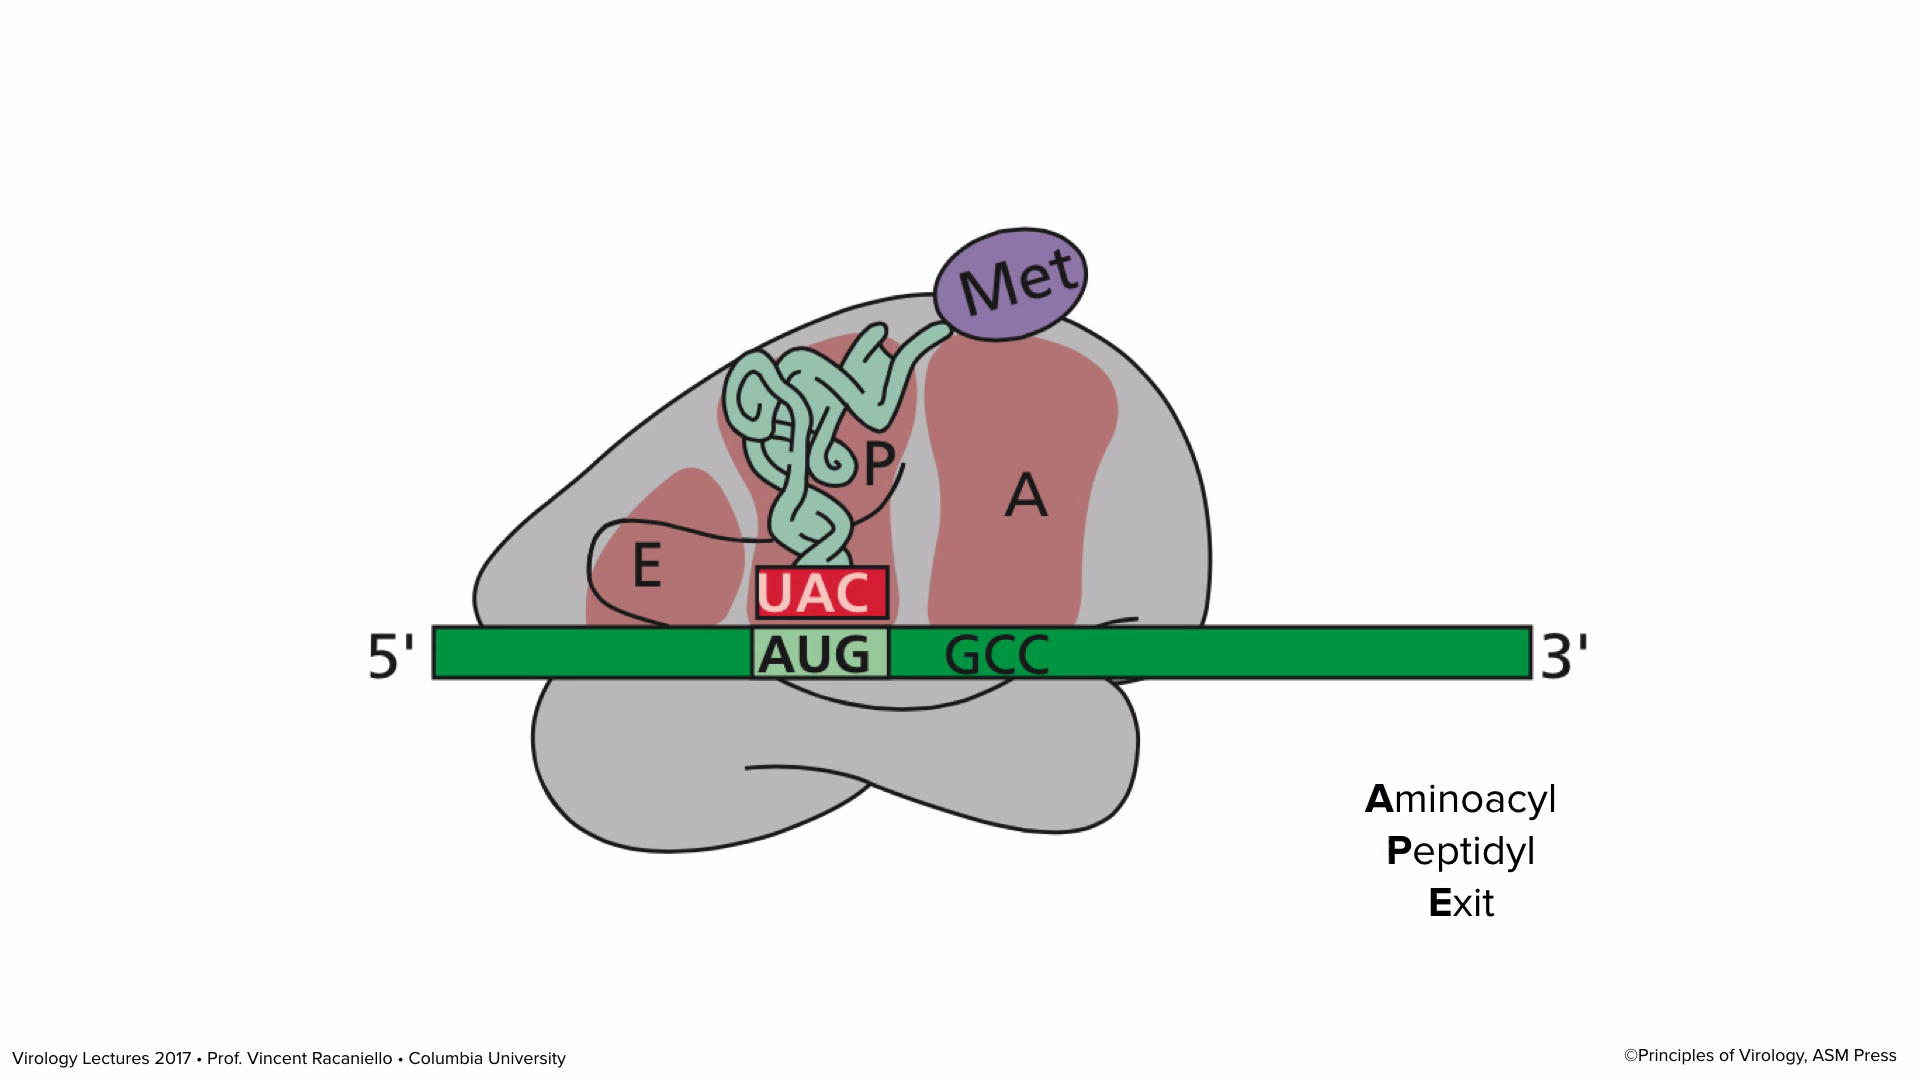 Met
P
A
E
UAC
5' AUG GCC 3'
Aminoacyl
Peptidyl
Exit
Virology Lectures 2017 • Prof. Vincent Racaniello • Columbia University
©Principles of Virology, ASM Press